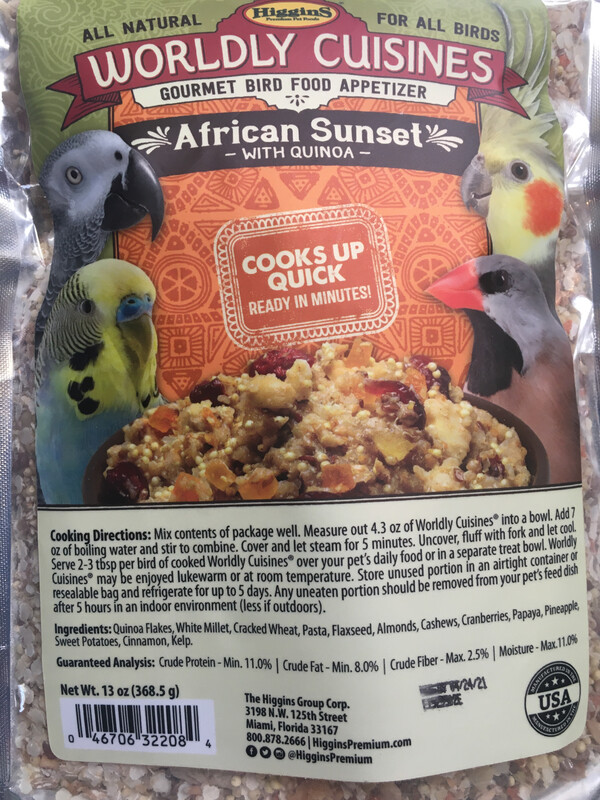 HigginS
Premium Pet Foods
ALL NATURAL
FOR ALL BIRDS
WORLDLY CUISINES
GOURMET BIRD FOOD APPETIZER
African Sunset
– WITH QUINOA –
COOKS UP
QUICK
READY IN MINUTES!
Cooking Directions: Mix contents of package well. Measure out 4.3 oz of Worldly Cuisines® into a bowl. Add 7
oz of boiling water and stir to combine. Cover and let steam for 5 minutes. Uncover, fluff with fork and let cool.
Serve 2-3 tbsp per bird of cooked Worldly Cuisines® over your pet's daily food or in a separate treat bowl. Worldly
Cuisines® may be enjoyed lukewarm or at room temperature. Store unused portion in an airtight container or
resealable bag and refrigerate for up to 5 days. Any uneaten portion should be removed from your pet's feed dish
after 5 hours in an indoor environment (less if outdoors).
Ingredients: Quinoa Flakes, White Millet, Cracked Wheat, Pasta, Flaxseed, Almonds, Cashews, Cranberries, Papaya, Pineapple,
Sweet Potatoes, Cinnamon, Kelp.
Guaranteed Analysis: Crude Protein - Min. 11.0% | Crude Fat - Min. 8.0% | Crude Fiber - Max. 2.5% | Moisture - Max.11.0%
Net Wt. 13 oz (368.5 g)
0 46706 32208 4
The Higgins Group Corp.
3198 N.W. 125th Street
Miami, Florida 33167
800.878.2666 | HigginsPremium.com
@HigginsPremium
MANUFACTURED IN
USA
MANUFACTURED IN